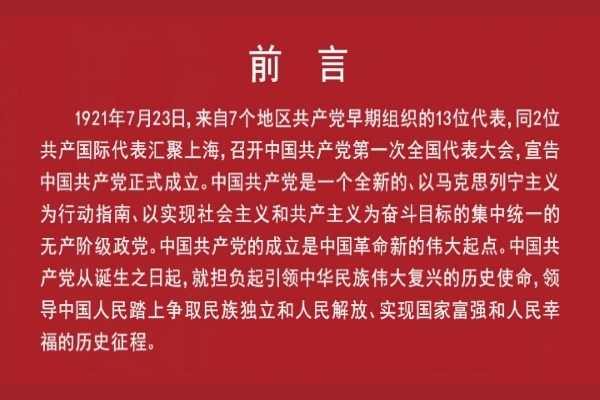 前 言
1921年7月23日,来自7个地区共产党早期组织的13位代表,同2位
共产国际代表汇聚上海,召开中国共产党第一次全国代表大会,宣告
中国共产党正式成立。中国共产党是一个全新的、以马克思列宁主义
为行动指南、以实现社会主义和共产主义为奋斗目标的集中统一的
无产阶级政党。中国共产党的成立是中国革命新的伟大起点。中国共
产党从诞生之日起,就担负起引领中华民族伟大复兴的历史使命,领
导中国人民踏上争取民族独立和人民解放、实现国家富强和人民幸
福的历史征程。